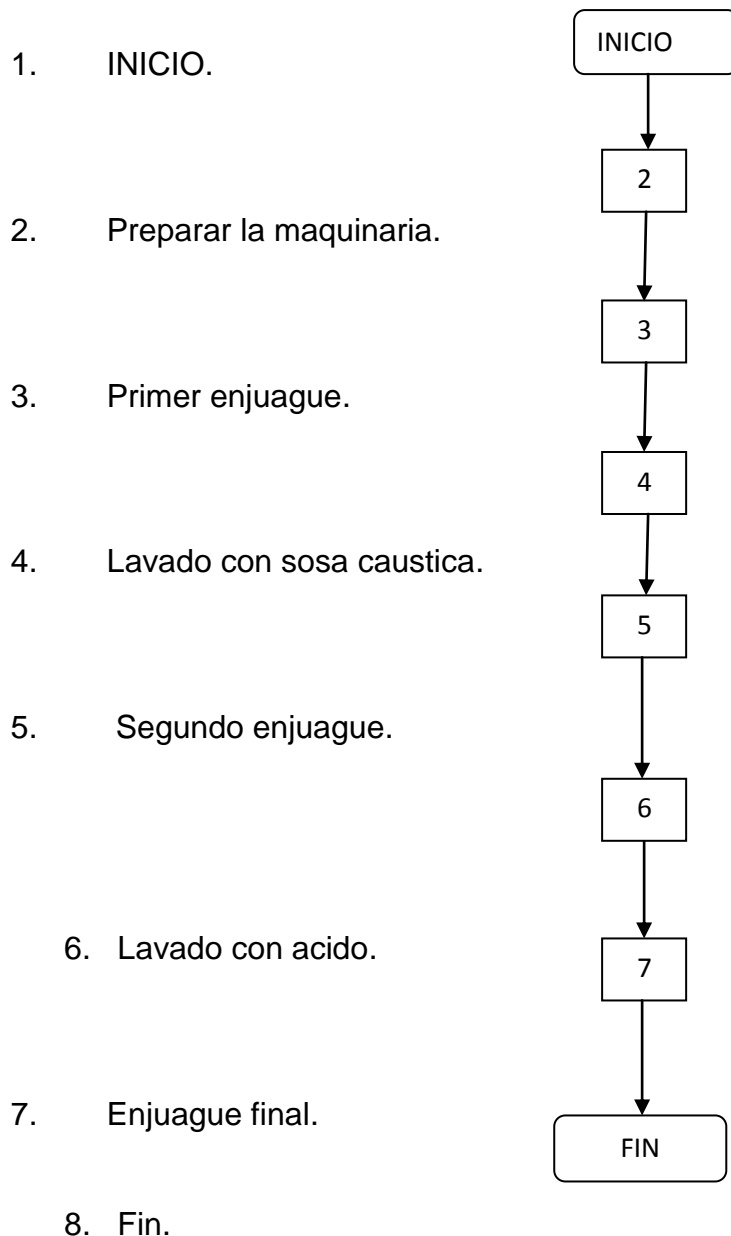 1. INICIO.
2. Preparar la maquinaria.
3. Primer enjuague.
4. Lavado con sosa caustica.
5. Segundo enjuague.
6. Lavado con acido.
7. Enjuague final.
8. Fin.
INICIO
2
3
4
5
6
7
FIN